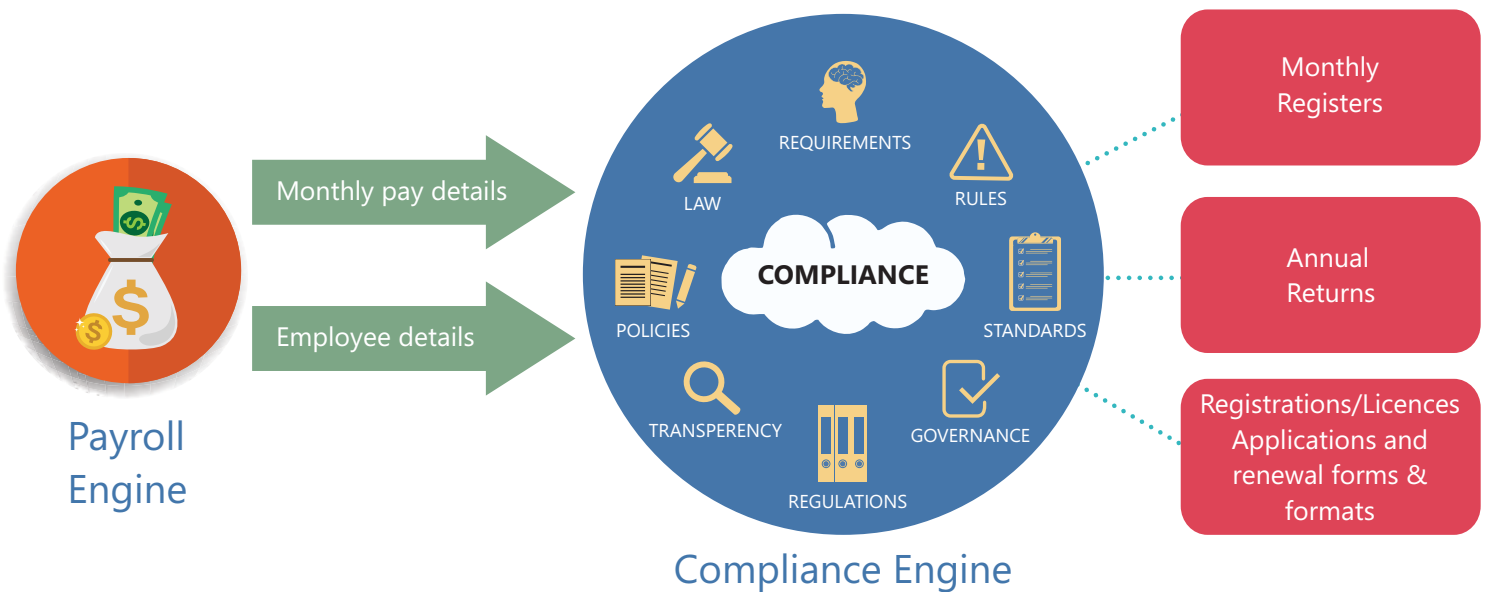 Payroll
Engine
Monthly pay details
Employee details
REQUIREMENTS
LAW
RULES
COMPLIANCE
POLICIES
STANDARDS
TRANSPERENCY
GOVERNANCE
REGULATIONS
Compliance Engine
Monthly
Registers
Annual
Returns
Registrations/Licences
Applications and
renewal forms &
formats